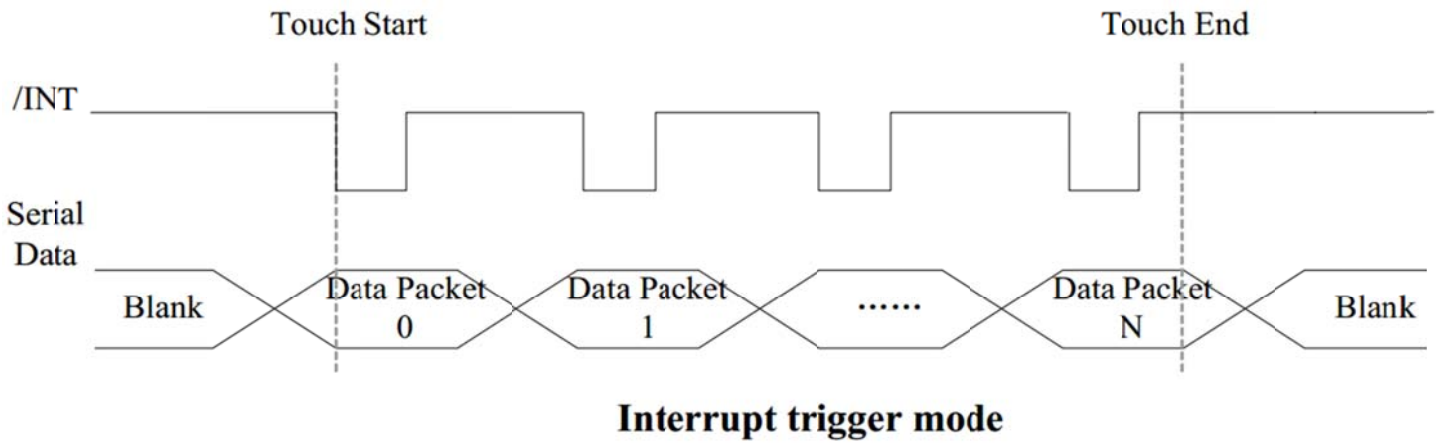 Touch Start
Touch End
/INT
Serial
Data
Blank
Data Packet
0
Data Packet
1
......
Data Packet
N
Blank
Interrupt trigger mode